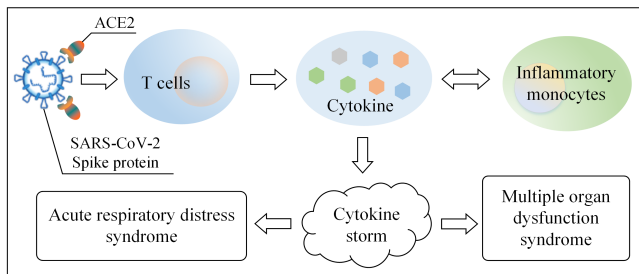 ACE2
T cells
Cytokine
Inflammatory
monocytes
SARS-CoV-2
Spike protein
Acute respiratory distress
syndrome
Cytokine
storm
Multiple organ
dysfunction
syndrome